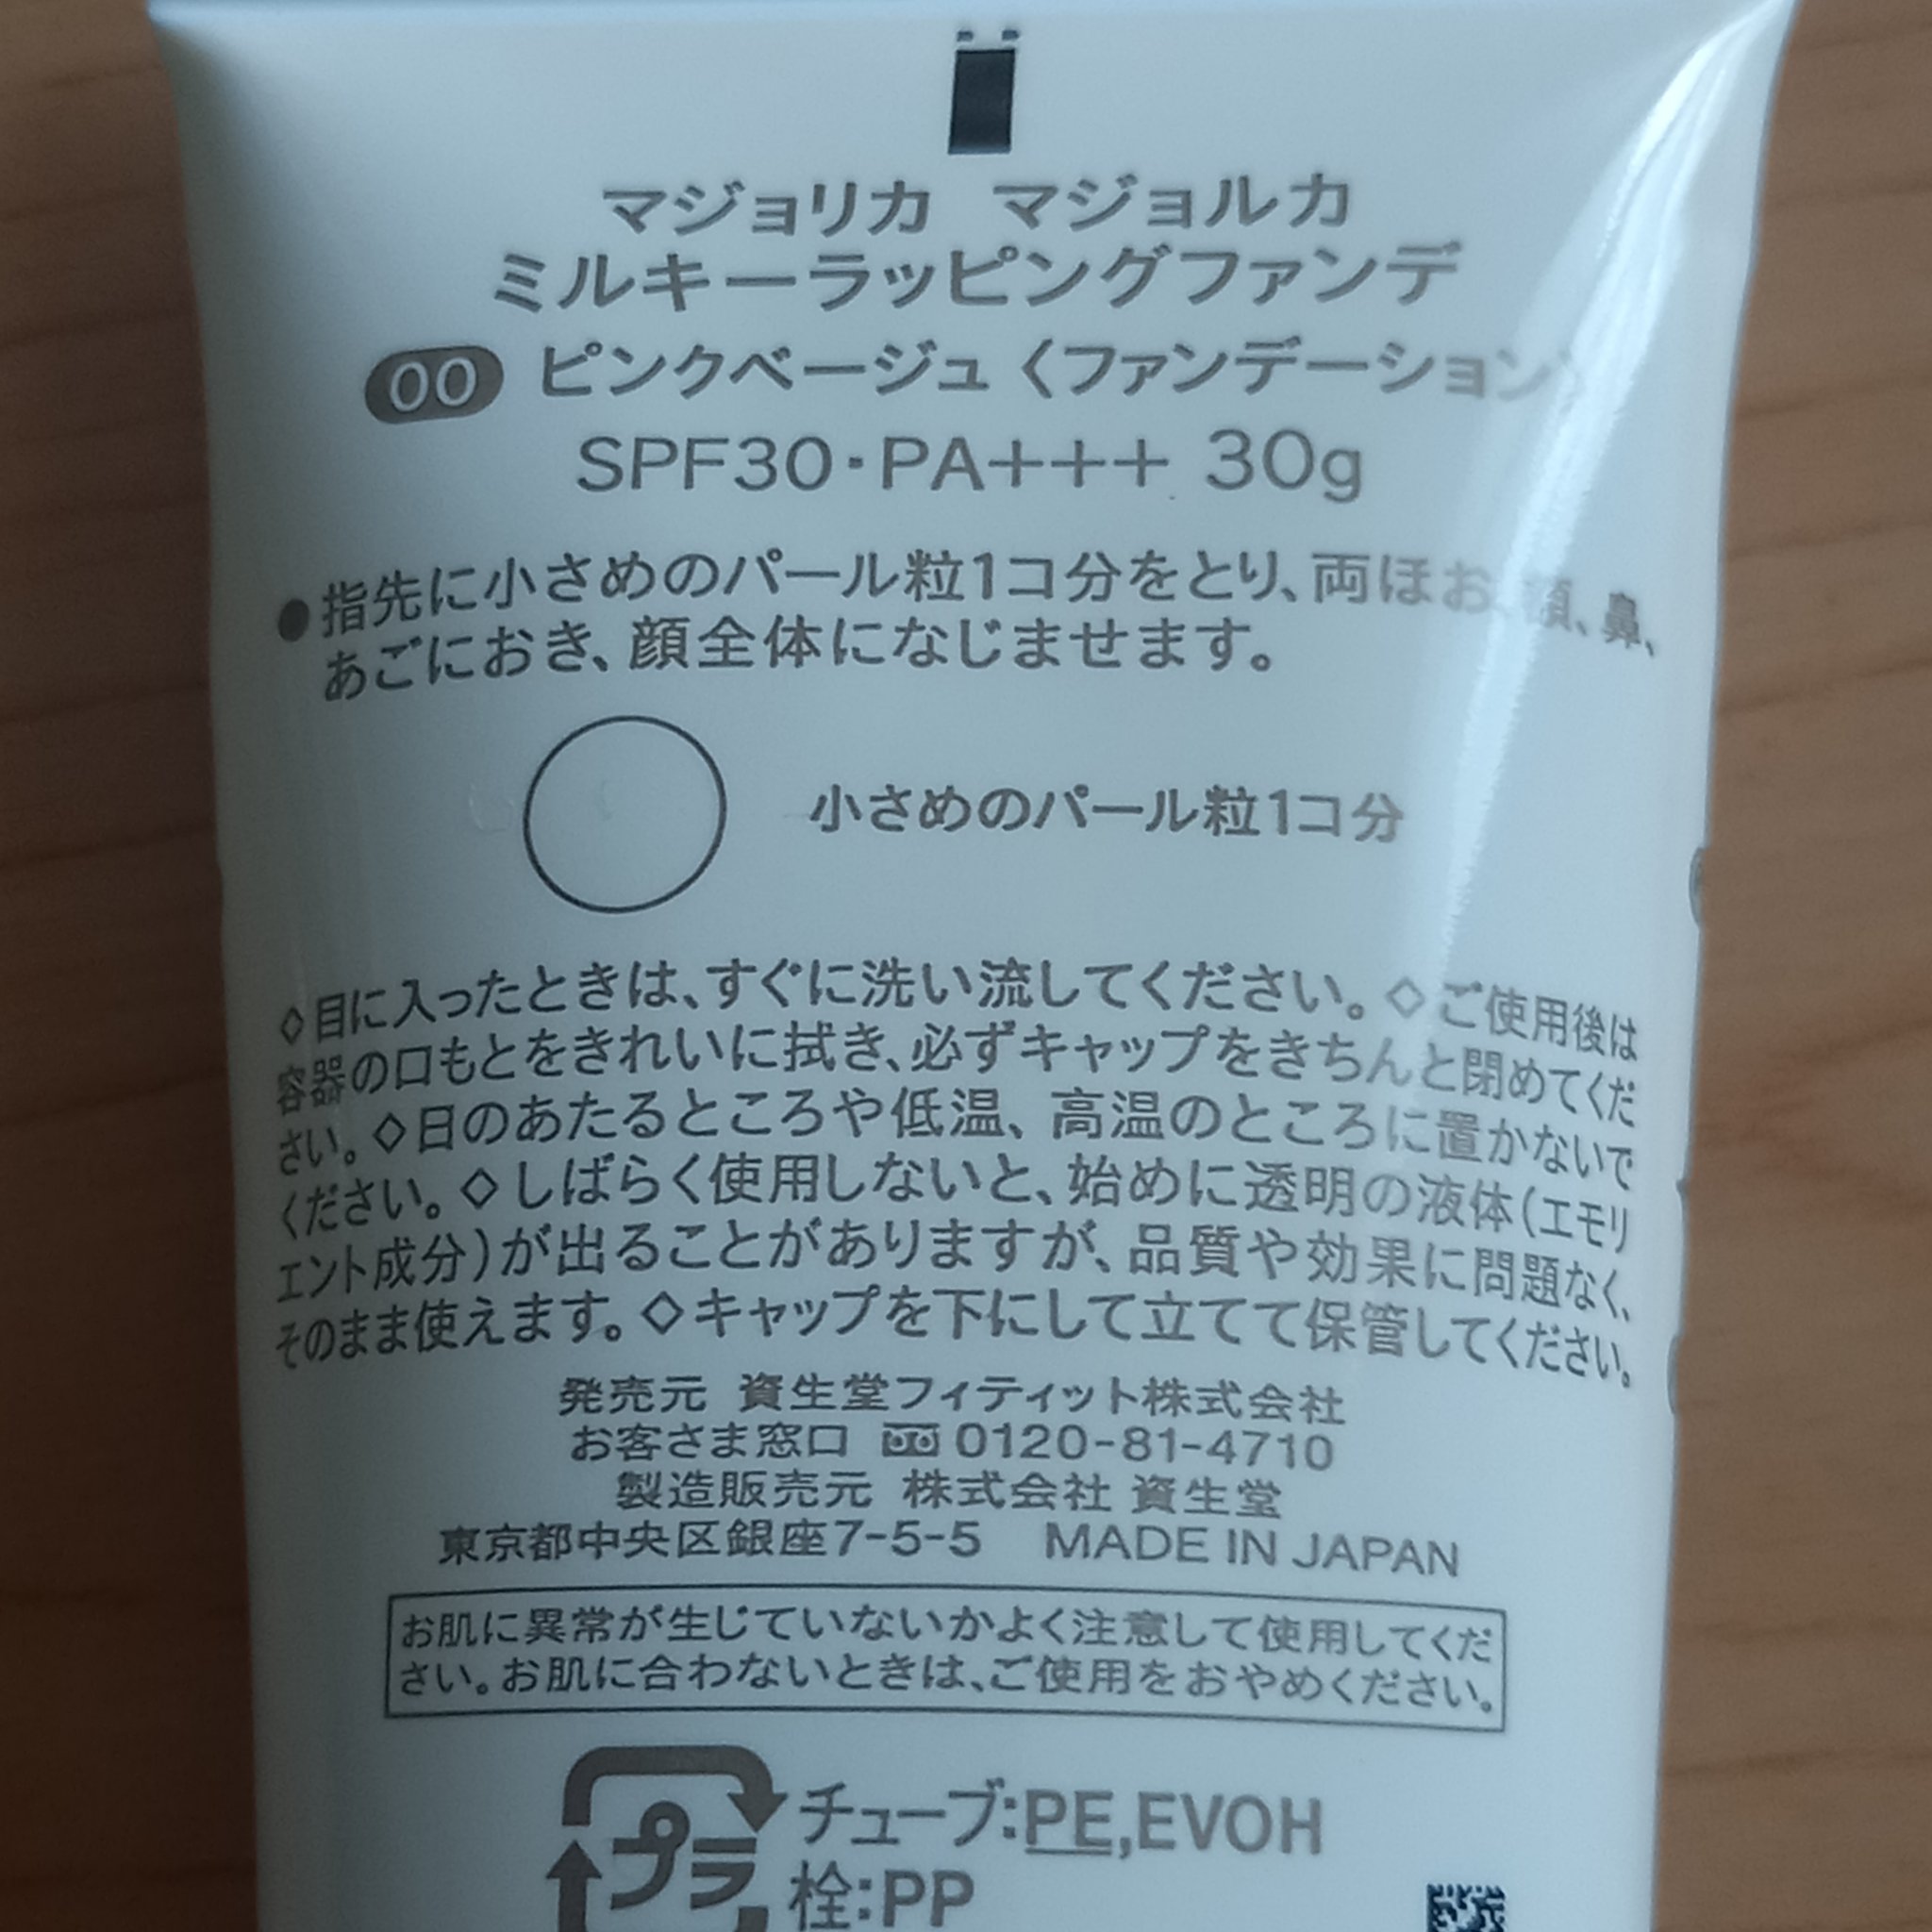 マジョリカ マジョルカ
ミルキーラッピングファンデ
00 ピンクベージュ〈ファンデーション〉
SPF30・PA+++ 30g
●指先に小さめのパール粒1コ分をとり、両ほお、額、鼻、
あごにおき、顔全体になじませます。
小さめのパール粒1コ分
◇目に入ったときは、すぐに洗い流してください。◇ご使用後は
容器の口もとをきれいに拭き、必ずキャップをきちんと閉めてくだ
さい。◇日のあたるところや低温、高温のところに置かないで
ください。◇しばらく使用しないと、始めに透明の液体(エモリ
エント成分)が出ることがありますが、品質や効果に問題なく、
そのまま使えます。◇キャップを下にして立てて保管してください。
発売元 資生堂フィティット株式会社
お客さま窓口 0120-81-4710
製造販売元 株式会社 資生堂
東京都中央区銀座7-5-5 MADE IN JAPAN
お肌に異常が生じていないかよく注意して使用してくだ
さい。お肌に合わないときは、ご使用をおやめください。
プラ
チューブ:PE,EVOH
栓:PP